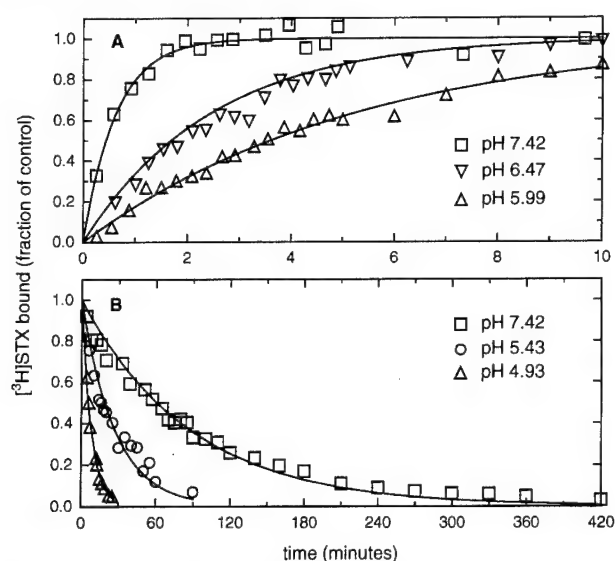 [³H]STX bound (fraction of control)
A
1.0
0.8
0.6
0.4
0.2
0.0
pH 7.42
pH 6.47
pH 5.99
0 2 4 6 8 10
B
1.0
0.8
0.6
0.4
0.2
0.0
pH 7.42
pH 5.43
pH 4.93
0 60 120 180 240 300 360 420
time (minutes)